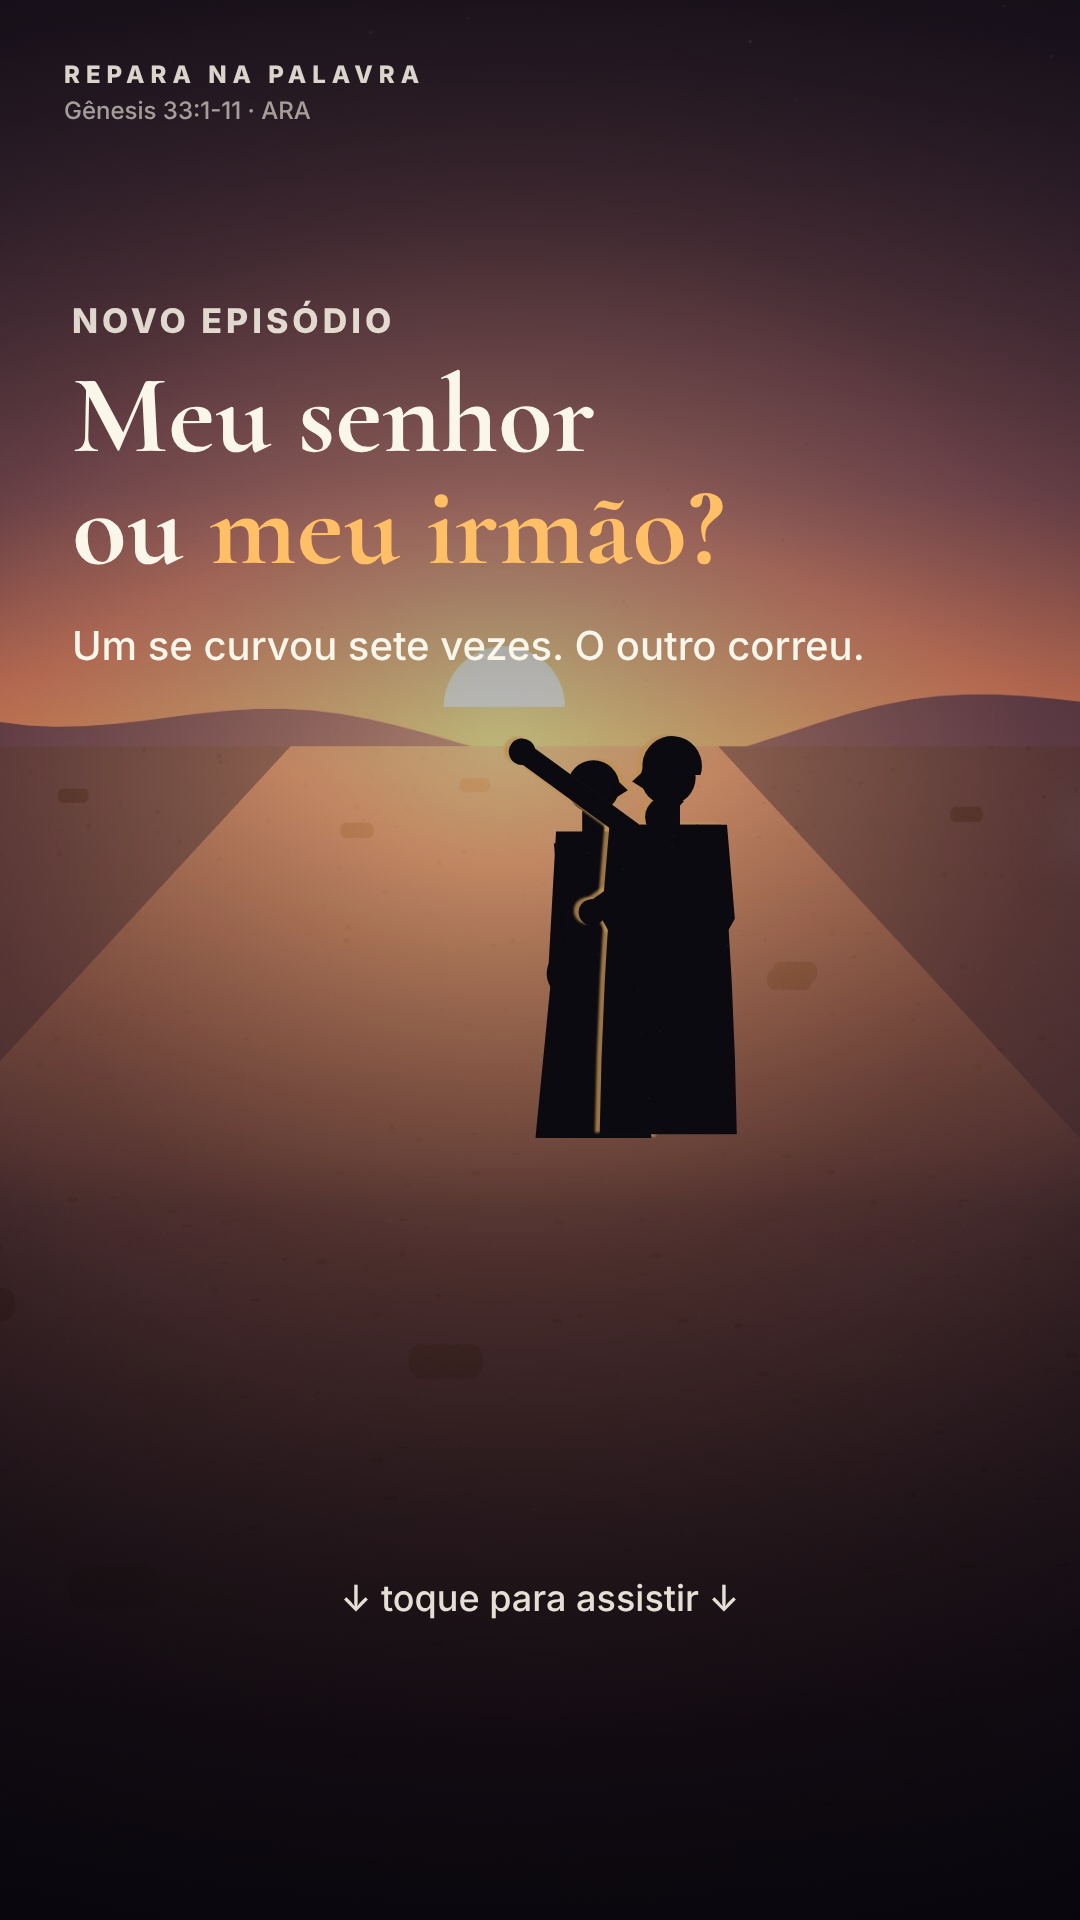 REPARA NA PALAVRA
Gênesis 33:1-11 · ARA
NOVO EPISÓDIO
Meu senhor
ou meu irmão?
Um se curvou sete vezes. O outro correu.
↓ toque para assistir ↓